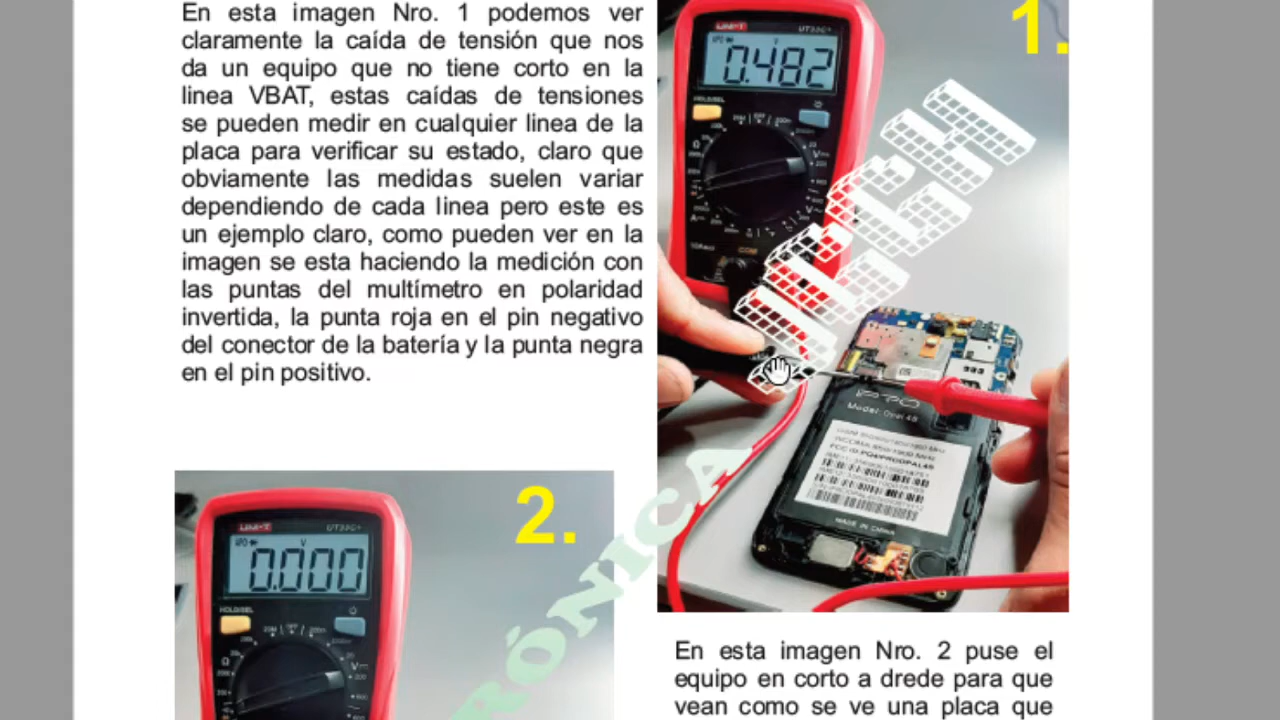 En esta imagen Nro. 1 podemos ver
claramente la caída de tensión que nos
da un equipo que no tiene corto en la
linea VBAT, estas caídas de tensiones
se pueden medir en cualquier linea de la
placa para verificar su estado, claro que
obviamente las medidas suelen variar
dependiendo de cada linea pero este es
un ejemplo claro, como pueden ver en la
imagen se esta haciendo la medición con
las puntas del multímetro en polaridad
invertida, la punta roja en el pin negativo
del conector de la batería y la punta negra
en el pin positivo.
1.
UNI-T
UT33C+
0.482
HOLD/SEL
COM
Model:
MADE IN CHINA
2.
UNI-T
UT33C+
0.000
HOLD/SEL
RÓNICA
En esta imagen Nro. 2 puse el
equipo en corto a drede para que
vean como se ve una placa que